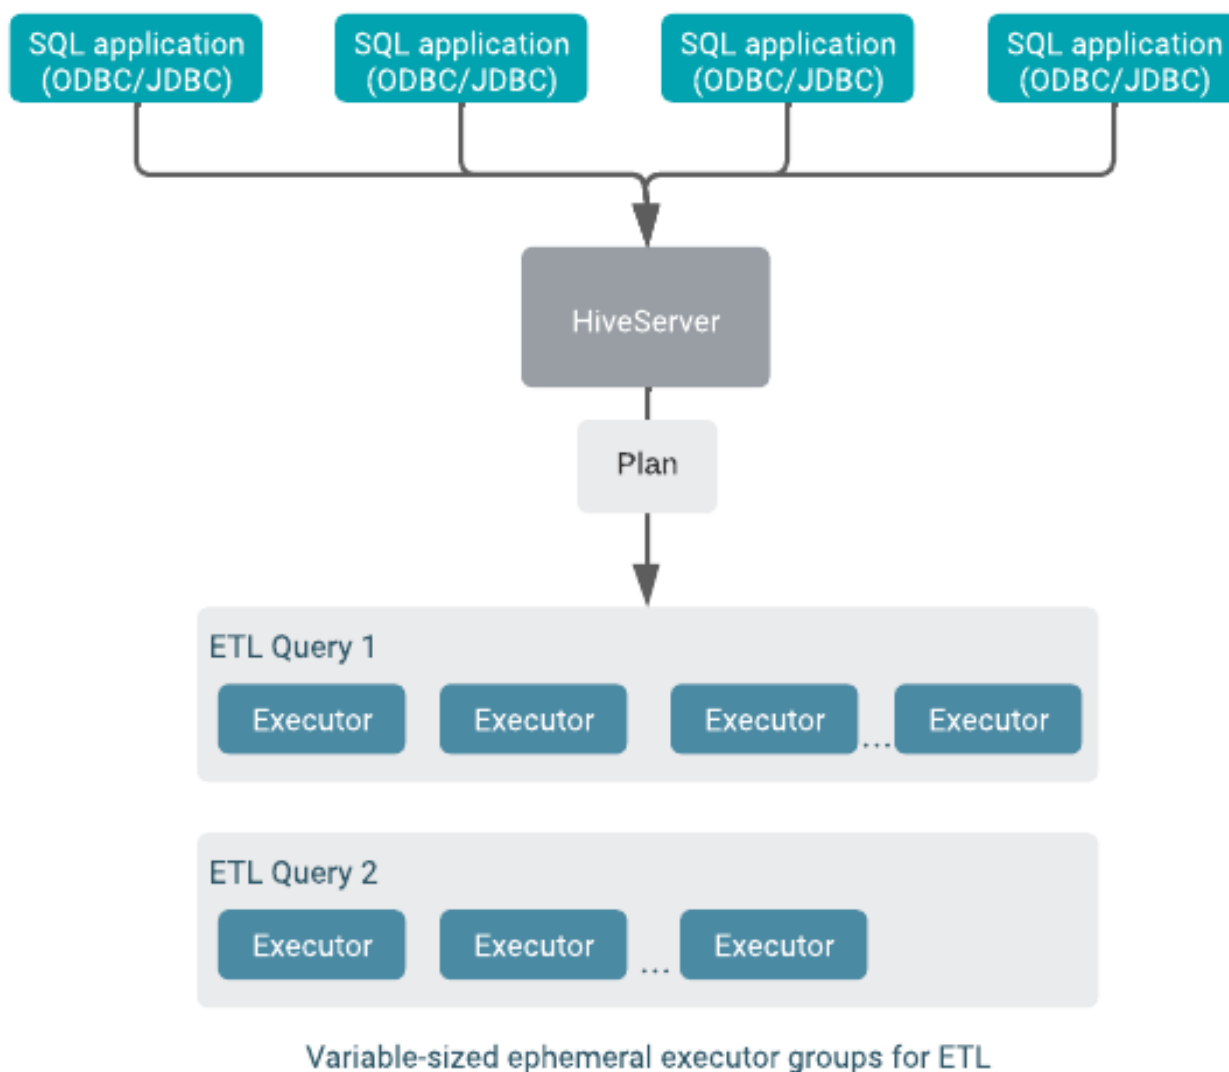 SQL application
(ODBC/JDBC)
SQL application
(ODBC/JDBC)
SQL application
(ODBC/JDBC)
SQL application
(ODBC/JDBC)
HiveServer
Plan
ETL Query 1
Executor Executor Executor ... Executor
ETL Query 2
Executor Executor ... Executor
Variable-sized ephemeral executor groups for ETL